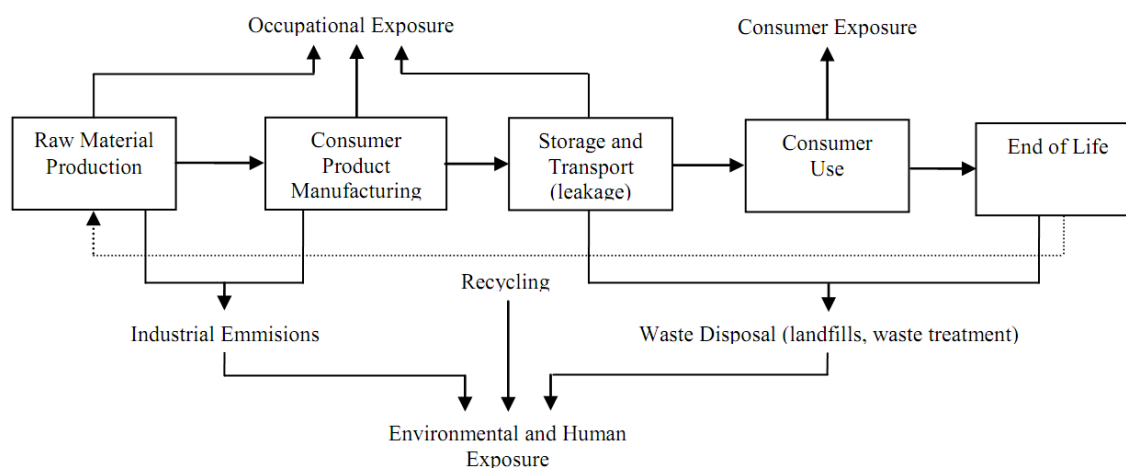 Occupational Exposure
Consumer Exposure
Raw Material
Production
Consumer
Product
Manufacturing
Storage and
Transport
(leakage)
Consumer
Use
End of Life
Recycling
Industrial Emmisions
Waste Disposal (landfills, waste treatment)
Environmental and Human
Exposure